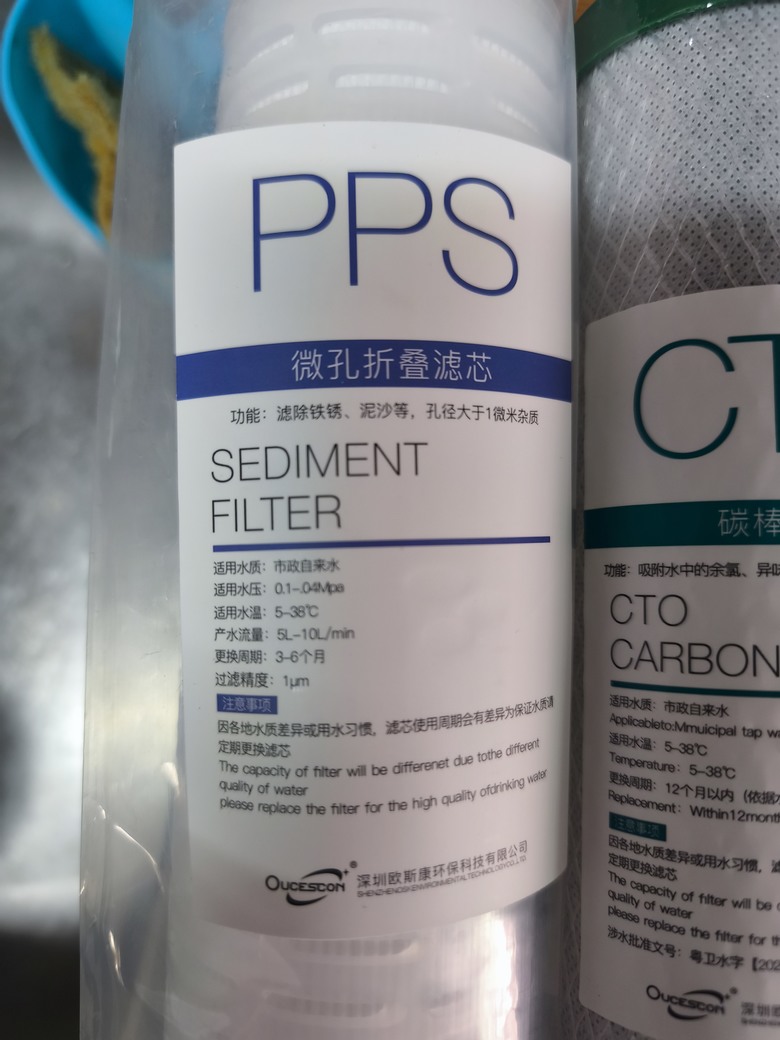 PPS
微孔折叠滤芯
功能：滤除铁锈、泥沙等，孔径大于1微米杂质
SEDIMENT
FILTER
适用水质：市政自来水
适用水压：0.1-.04Mpa
适用水温：5-38℃
产水流量：5L-10L/min
更换周期：3-6个月
过滤精度：1μm
注意事项
因各地水质差异或用水习惯，滤芯使用周期会有差异为保证水质请
定期更换滤芯
The capacity of filter will be differenet due tothe different
quality of water
please replace the filter for the high quality ofdrinking water
OUCESCON®
深圳欧斯康环保科技有限公司
CT
碳棒
功能：吸附水中的余氯、异味
CTO
CARBON
适用水质：市政自来水
Applicableto:Mmuicipal tap wa
适用水温：5-38℃
Temperature：5-38℃
更换周期：12个月以内（依据水
Replacement：Within12month
注意事项
因各地水质差异或用水习惯，滤
定期更换滤芯
The capacity of filter will be
quality of water
please replace the filter for th
涉水批准文号：粤卫水字【202
OUCESCON®
深圳欧